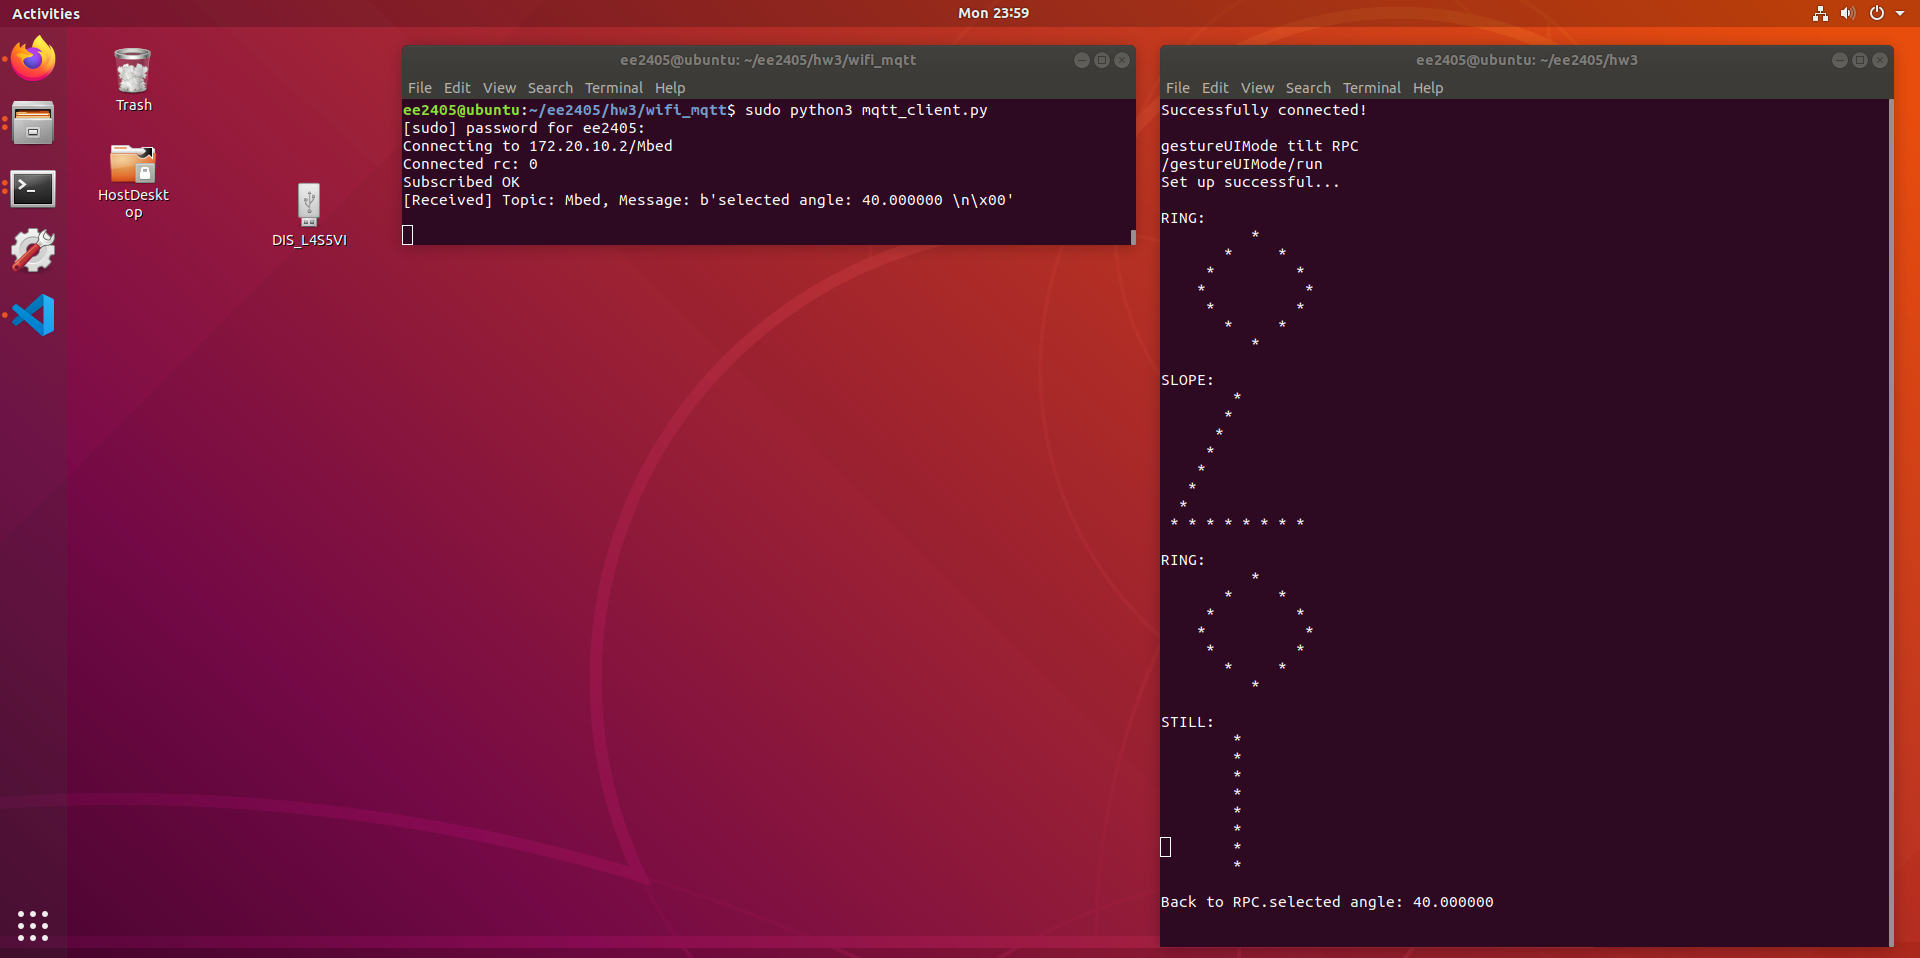 Activities
Mon 23:59
Trash
HostDeskt
op
DIS_L4S5VI
ee2405@ubuntu: ~/ee2405/hw3/wifi_mqtt
File Edit View Search Terminal Help
ee2405@ubuntu:~/ee2405/hw3/wifi_mqtt$ sudo python3 mqtt_client.py
[sudo] password for ee2405:
Connecting to 172.20.10.2/Mbed
Connected rc: 0
Subscribed OK
[Received] Topic: Mbed, Message: b'selected angle: 40.000000 \n\x00'
ee2405@ubuntu: ~/ee2405/hw3
File Edit View Search Terminal Help
Successfully connected!
gestureUIMode tilt RPC
/gestureUIMode/run
Set up successful...
RING:
*
* *
* *
* *
* *
* *
*
SLOPE:
*
*
*
*
*
*
*
* * * * * * * *
RING:
*
* *
* *
* *
* *
* *
*
STILL:
*
*
*
*
*
*
*
*
Back to RPC.selected angle: 40.000000